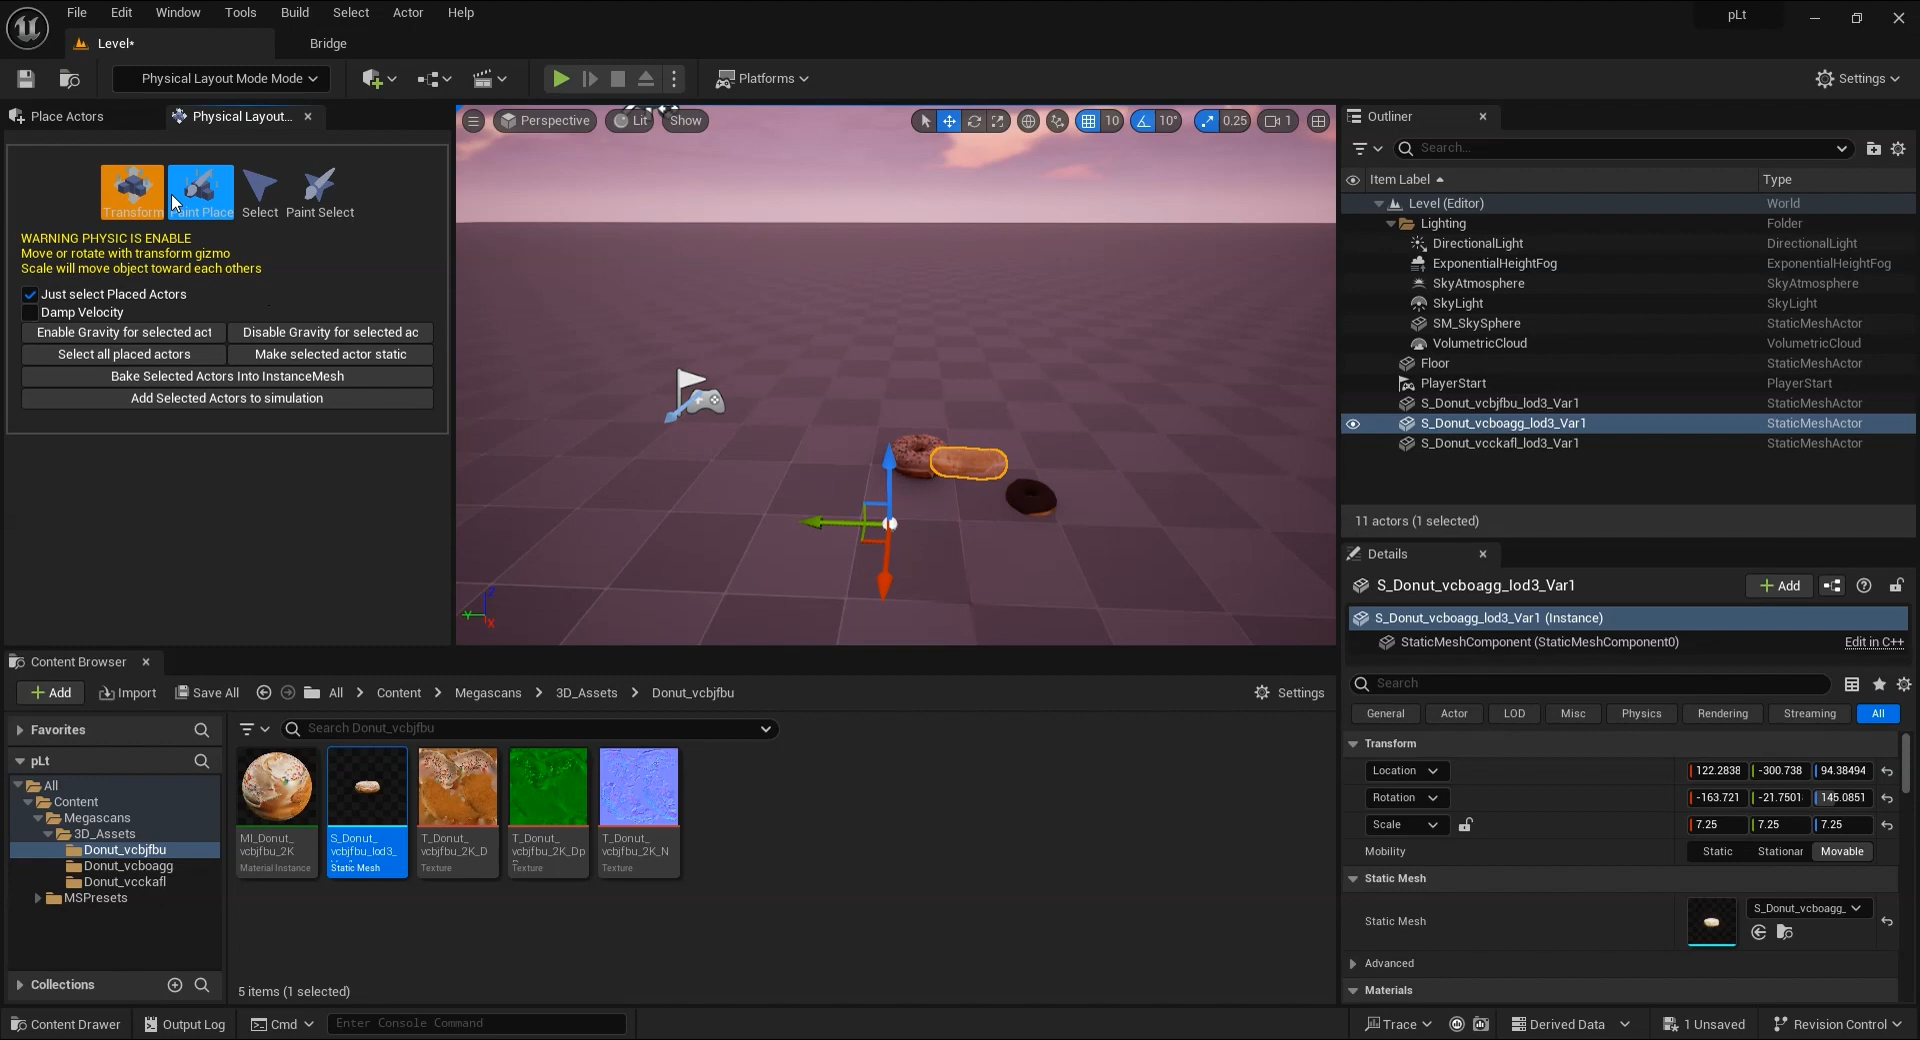 File Edit Window Tools Build Select Actor Help
pLt
Level*
Bridge
Physical Layout Mode Mode
Platforms
Settings
Place Actors
Physical Layout...
Transform
Paint Place
Select
Paint Select
WARNING PHYSIC IS ENABLE
Move or rotate with transform gizmo
Scale will move object toward each others
Just select Placed Actors
Damp Velocity
Enable Gravity for selected act
Disable Gravity for selected ac
Select all placed actors
Make selected actor static
Bake Selected Actors Into InstanceMesh
Add Selected Actors to simulation
Perspective
Lit
Show
10
10°
0.25
1
Z
Y
X
Outliner
Search...
Item Label
Type
Level (Editor) World
Lighting Folder
DirectionalLight DirectionalLight
ExponentialHeightFog ExponentialHeightFog
SkyAtmosphere SkyAtmosphere
SkyLight SkyLight
SM_SkySphere StaticMeshActor
VolumetricCloud VolumetricCloud
Floor StaticMeshActor
PlayerStart PlayerStart
S_Donut_vcbjfbu_lod3_Var1 StaticMeshActor
S_Donut_vcboagg_lod3_Var1 StaticMeshActor
S_Donut_vcckafl_lod3_Var1 StaticMeshActor
11 actors (1 selected)
Details
S_Donut_vcboagg_lod3_Var1
Add
S_Donut_vcboagg_lod3_Var1 (Instance)
StaticMeshComponent (StaticMeshComponent0)
Edit in C++
Search
General Actor LOD Misc Physics Rendering Streaming All
Transform
Location 122.2838 -300.738 94.38494
Rotation -163.721 -21.7501 145.0851
Scale 7.25 7.25 7.25
Mobility Static Stationar Movable
Static Mesh
Static Mesh
S_Donut_vcboagg_
Advanced
Materials
Content Browser
Add
Import
Save All
All
Content
Megascans
3D_Assets
Donut_vcbjfbu
Settings
Favorites
pLt
All
Content
Megascans
3D_Assets
Donut_vcbjfbu
Donut_vcboagg
Donut_vcckafl
MSPresets
Collections
Search Donut_vcbjfbu
MI_Donut_
vcbjfbu_2K
Material Instance
S_Donut_
vcbjfbu_lod3_
Static Mesh
T_Donut_
vcbjfbu_2K_D
Texture
T_Donut_
vcbjfbu_2K_Dp
Texture
T_Donut_
vcbjfbu_2K_N
Texture
5 items (1 selected)
Content Drawer
Output Log
Cmd
Enter Console Command
Trace
Derived Data
1 Unsaved
Revision Control